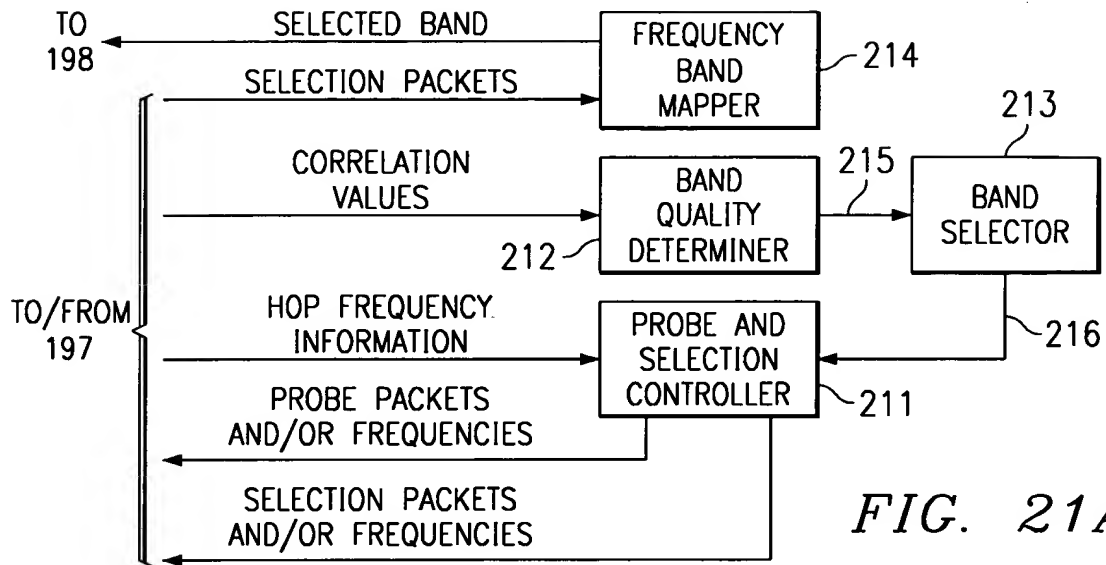 TO
198
SELECTED BAND
FREQUENCY
BAND
MAPPER
214
SELECTION PACKETS
213
CORRELATION
VALUES
BAND
QUALITY
DETERMINER
212
215
BAND
SELECTOR
TO/FROM
197
HOP FREQUENCY
INFORMATION
PROBE AND
SELECTION
CONTROLLER
211
216
PROBE PACKETS
AND/OR FREQUENCIES
SELECTION PACKETS
AND/OR FREQUENCIES
FIG. 21A